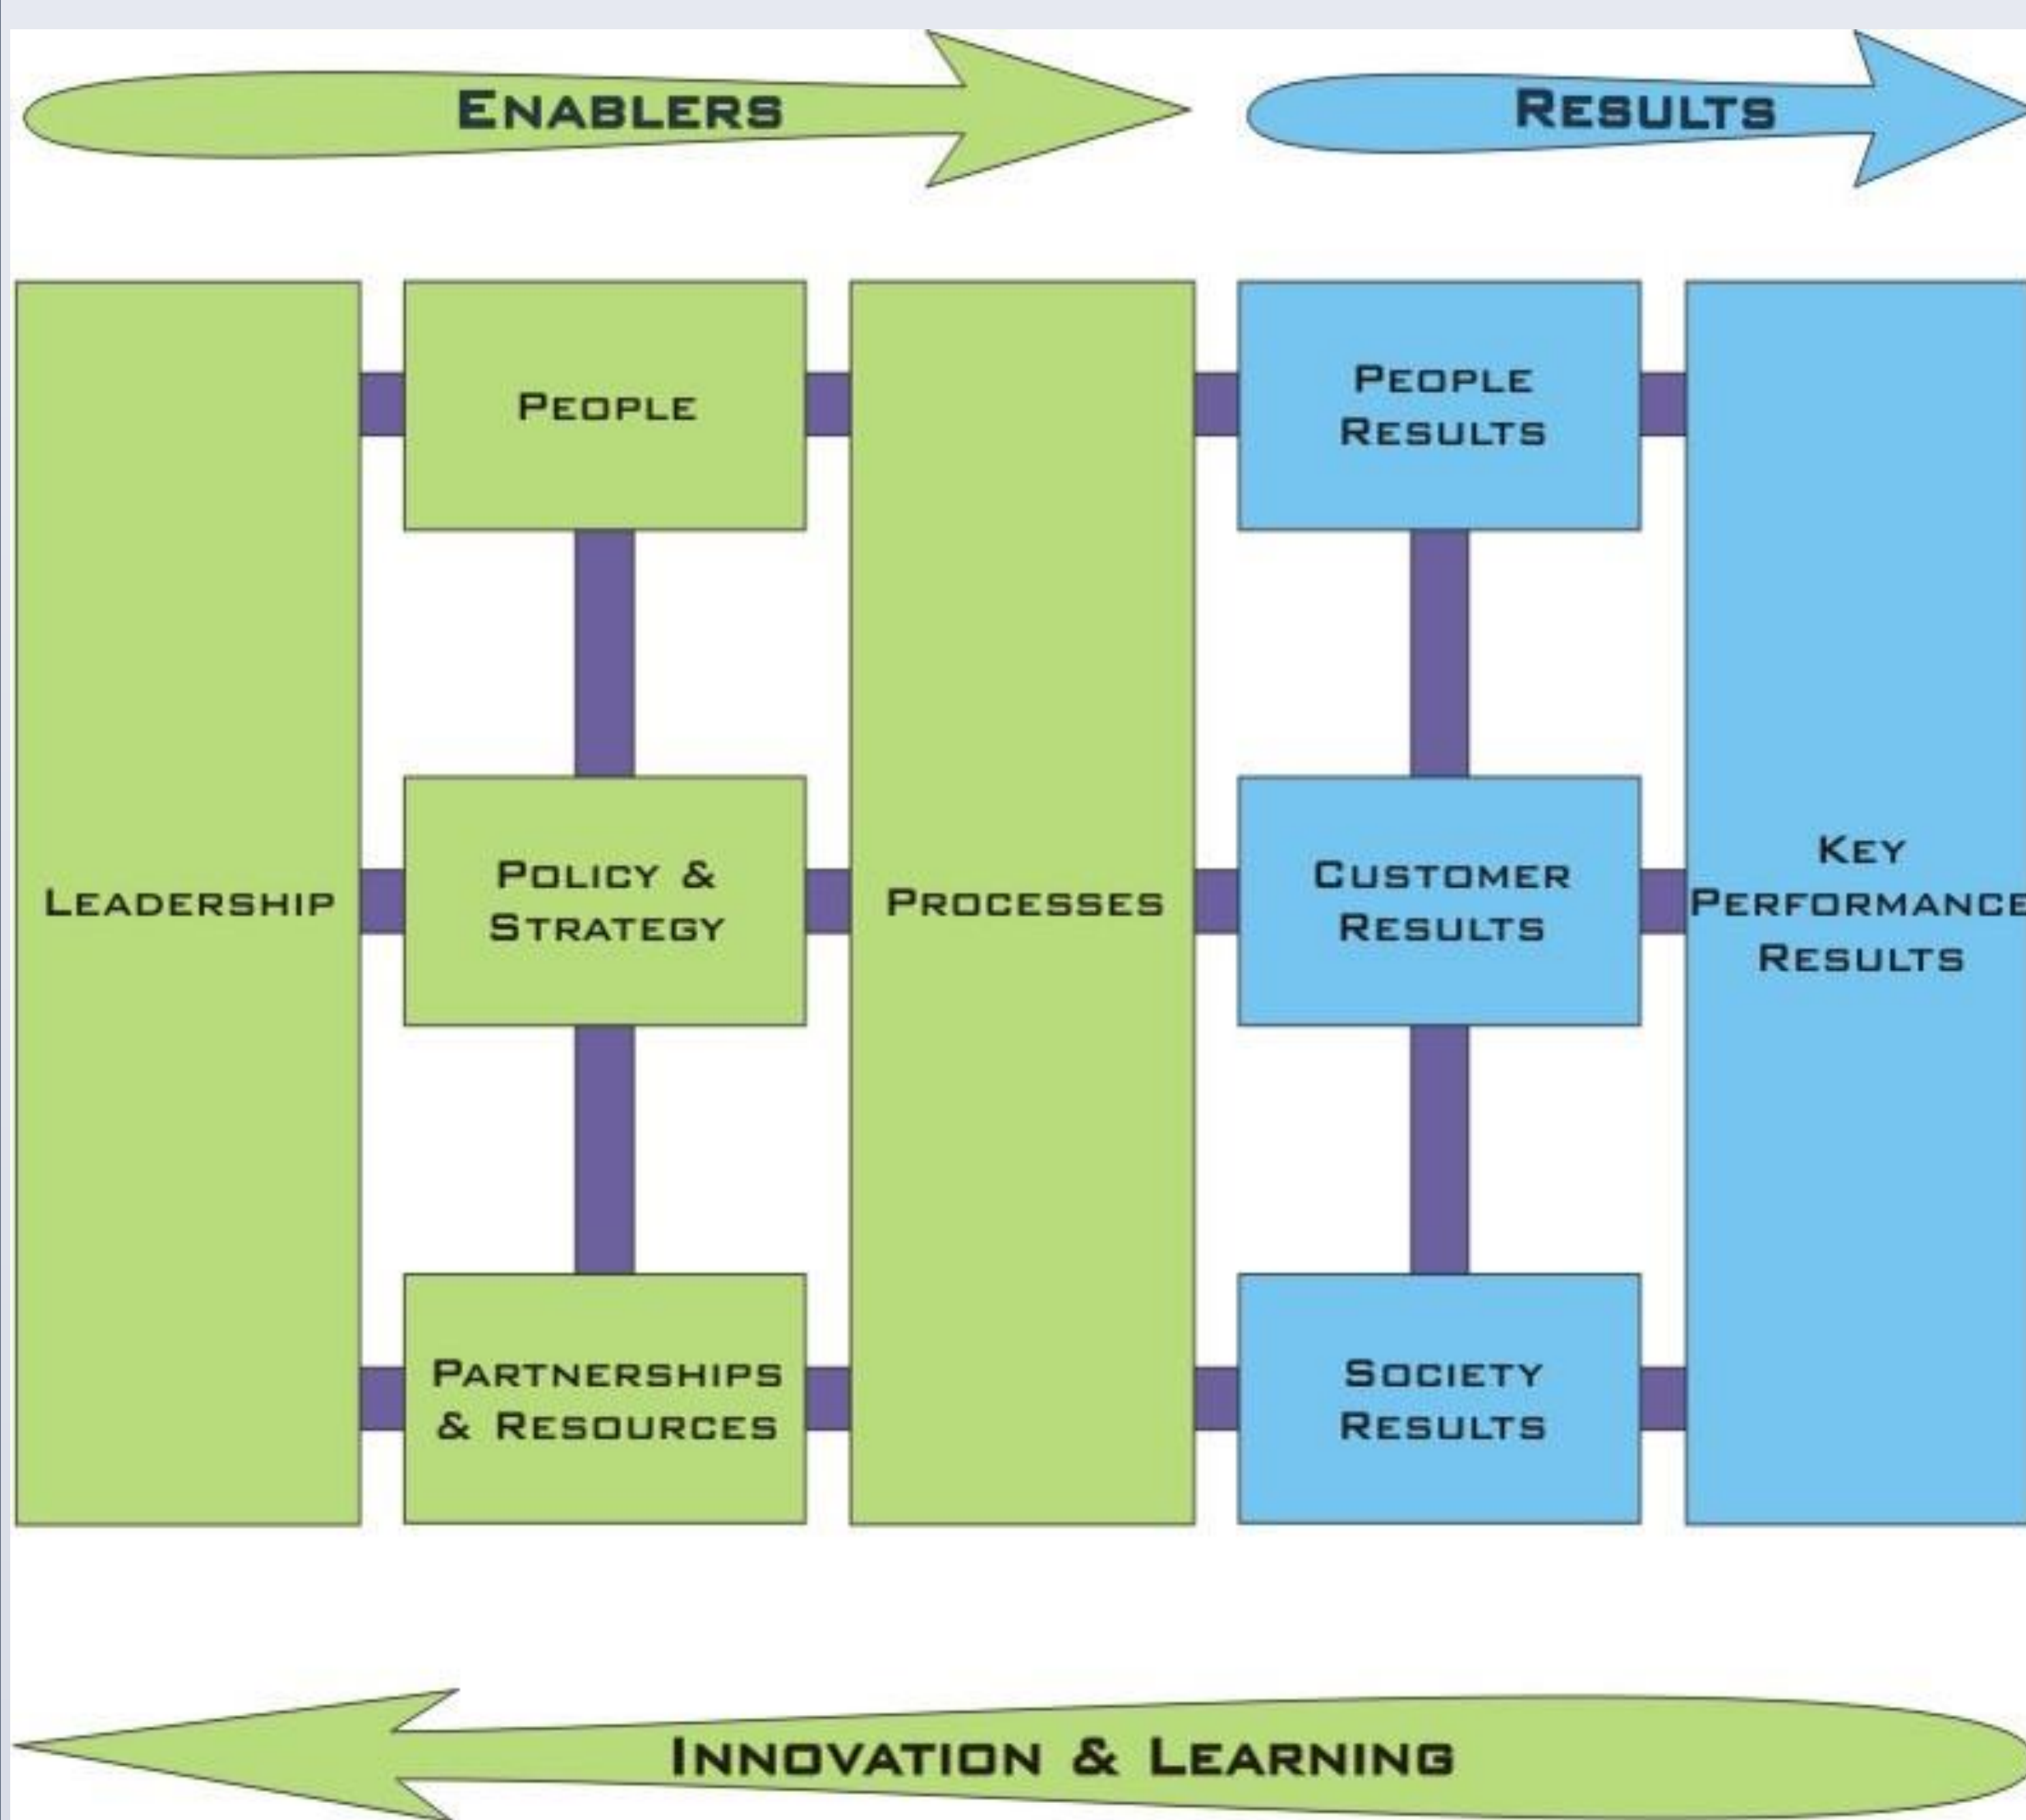 ENABLERS
RESULTS
PEOPLE
PEOPLE
RESULTS
LEADERSHIP
POLICY &
STRATEGY
PROCESSES
CUSTOMER
RESULTS
KEY
PERFORMANCE
RESULTS
PARTNERSHIPS
& RESOURCES
SOCIETY
RESULTS
INNOVATION & LEARNING